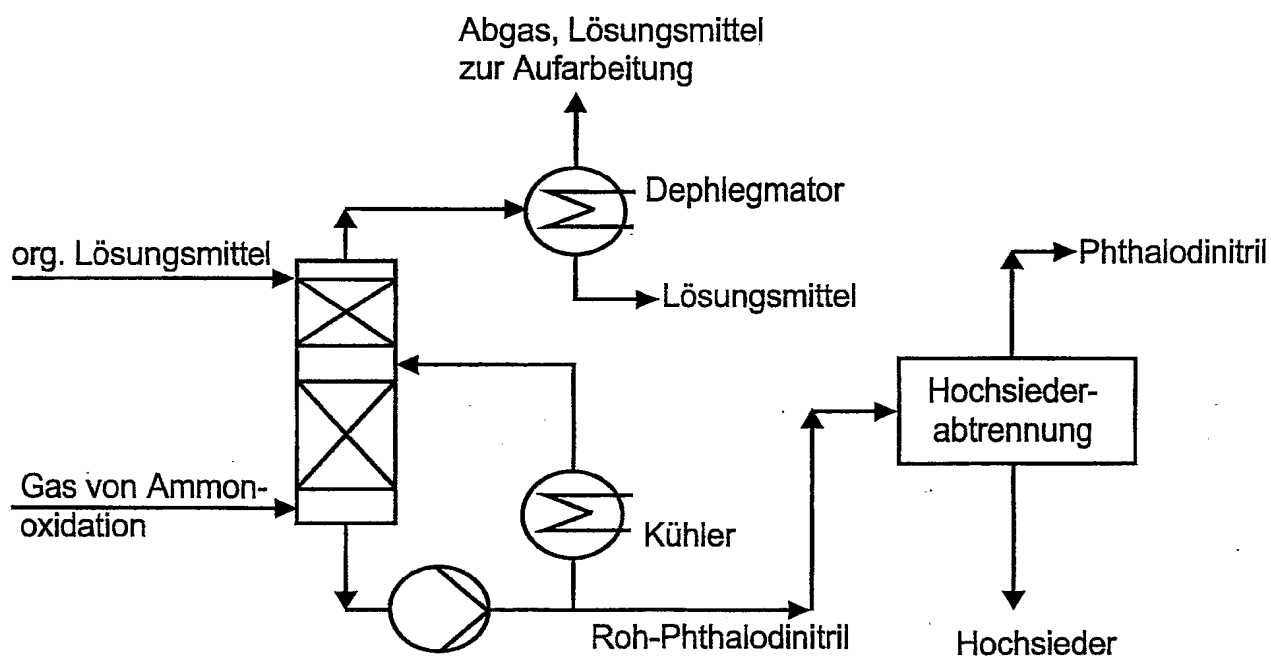 Abgas, Lösungsmittel
zur Aufarbeitung
Dephlegmator
org. Lösungsmittel
Lösungsmittel
Phthalodinitril
Hochsieder-
abtrennung
Gas von Ammon-
oxidation
Kühler
Roh-Phthalodinitril
Hochsieder